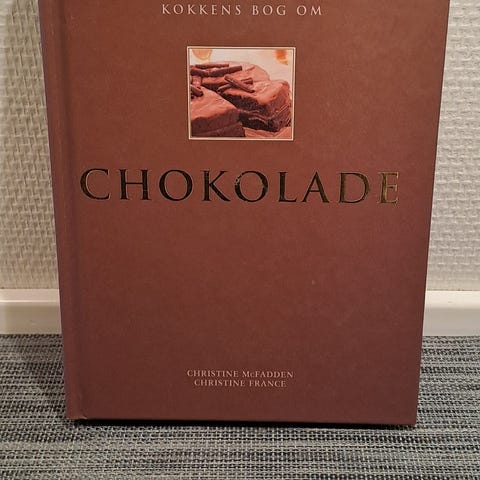 KOKKENS BOG OM
CHOKOLADE
CHRISTINE McFADDEN
CHRISTINE FRANCE